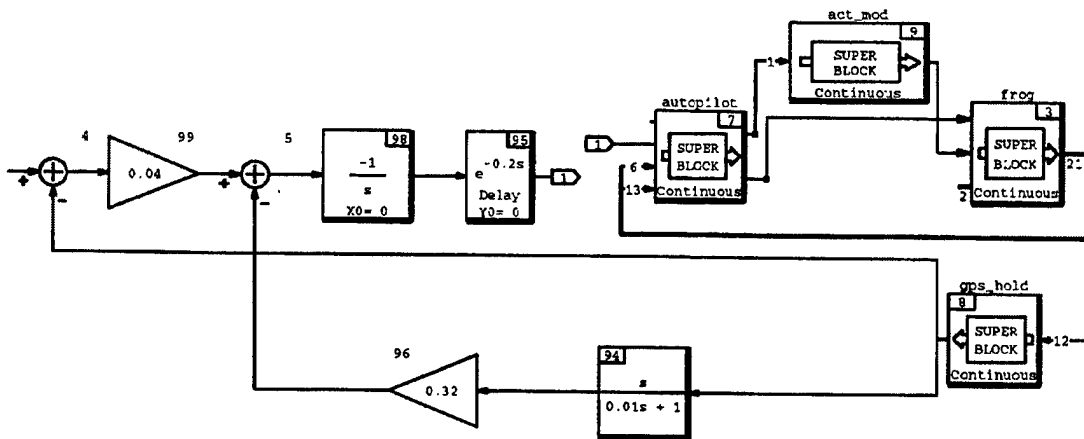 act_mod
9
SUPER
BLOCK
Continuous
1
autopilot
7
SUPER
BLOCK
Continuous
1
6
13
frog
3
SUPER
BLOCK
Continuous
21
2
4
99
5
0.04
+
-
+
-
98
-1
s
X0= 0
95
e-0.2s
Delay
Y0= 0
1
gps_hold
8
SUPER
BLOCK
Continuous
12
96
0.32
94
s
0.01s + 1